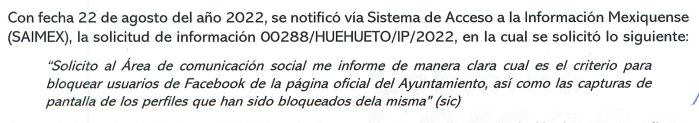 Con fecha 22 de agosto del año 2022, se notificó vía Sistema de Acceso a la Información Mexiquense
(SAIMEX), la solicitud de información 00288/HUEHUETO/IP/2022, en la cual se solicitó lo siguiente:
"Solicito al Área de comunicación social me informe de manera clara cual es el criterio para
bloquear usuarios de Facebook de la página oficial del Ayuntamiento, así como las capturas de
pantalla de los perfiles que han sido bloqueados dela misma" (sic)